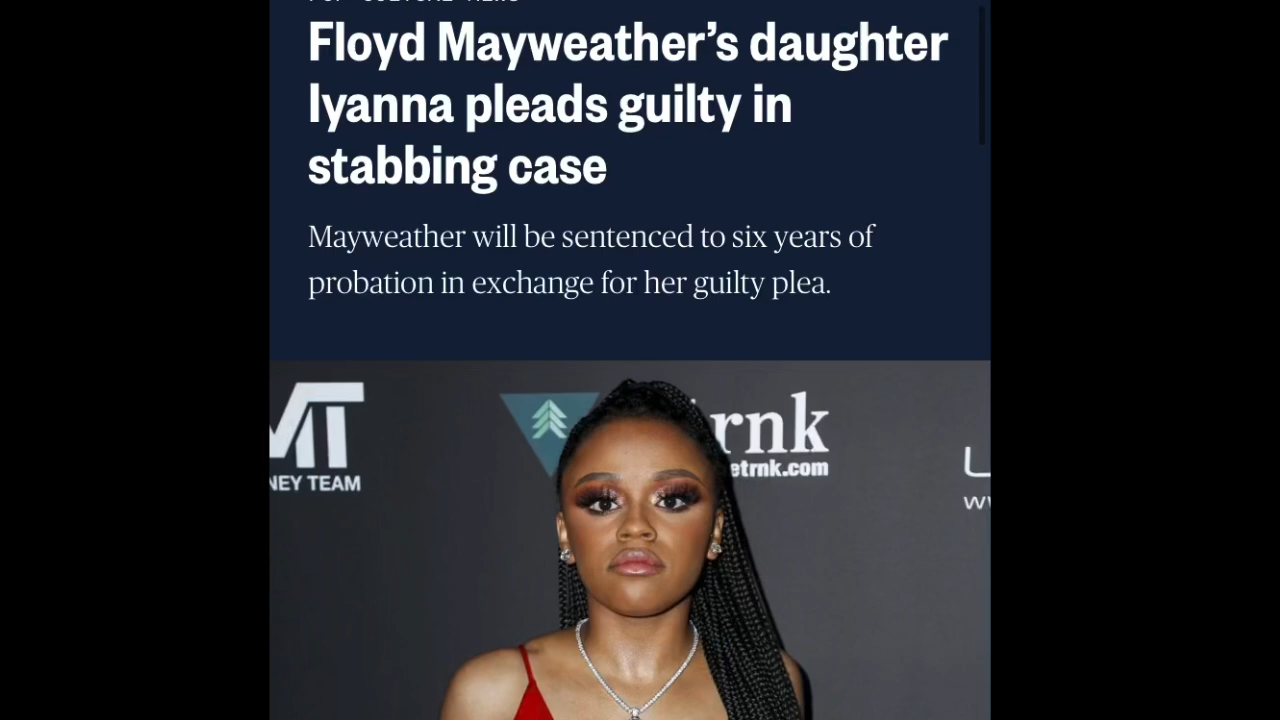 Floyd Mayweather’s daughter
Iyanna pleads guilty in
stabbing case
Mayweather will be sentenced to six years of
probation in exchange for her guilty plea.
NEY TEAM
rnk
etrnk.com